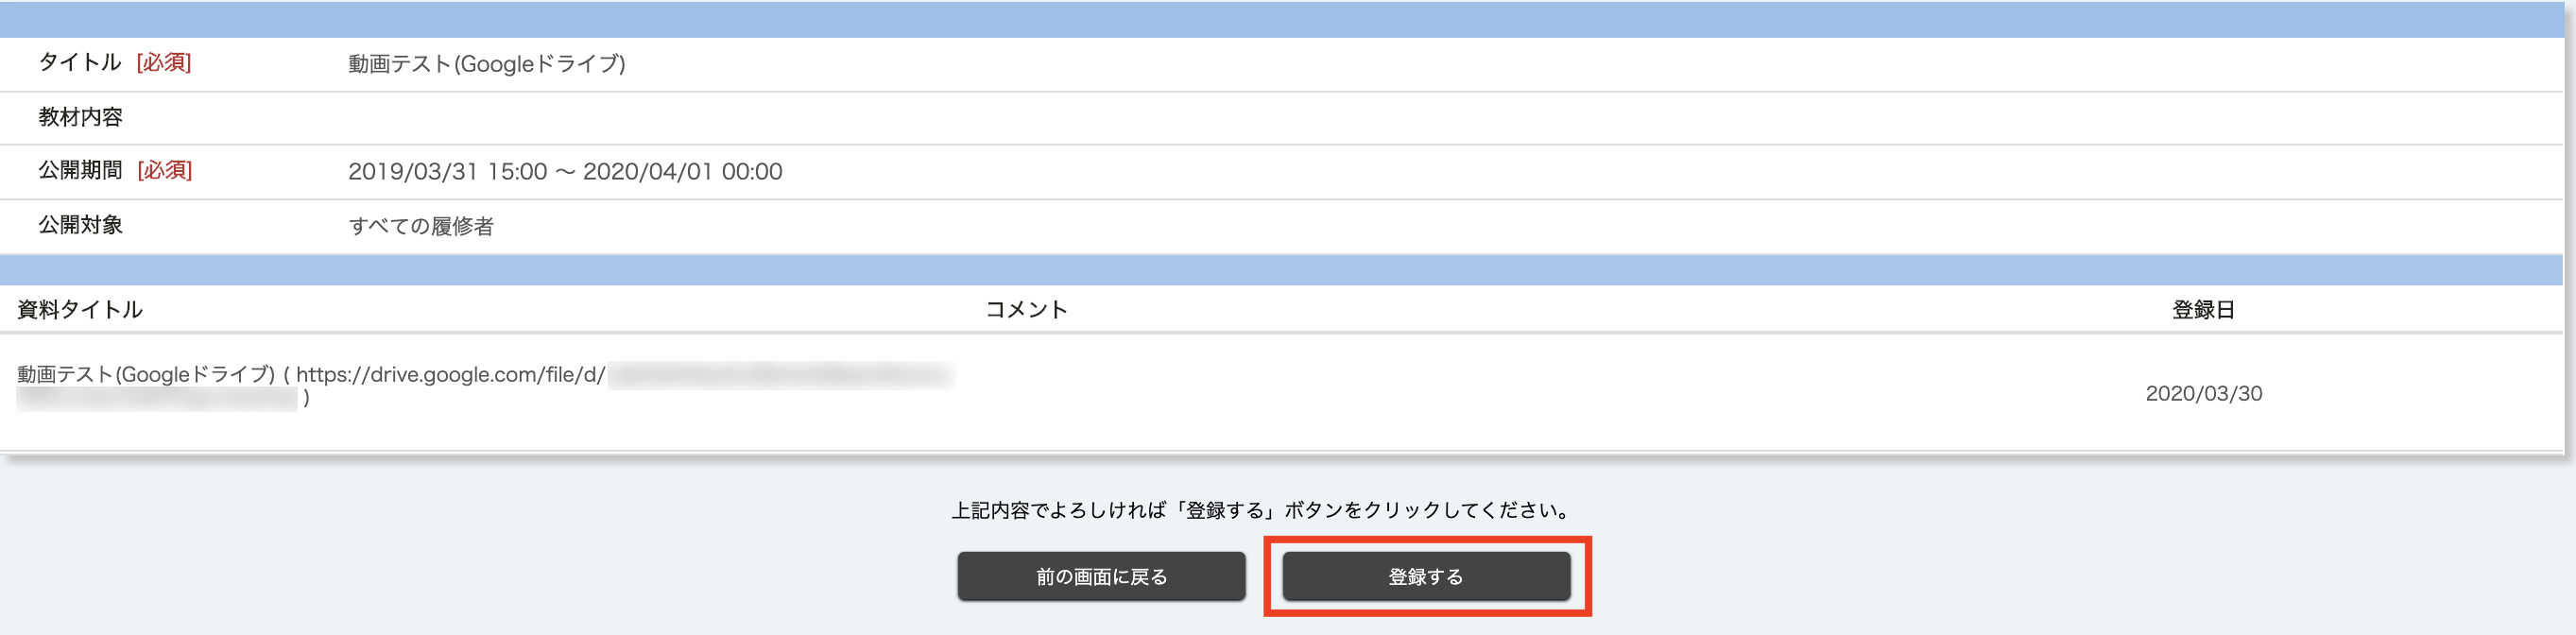 タイトル [必須] 動画テスト(Googleドライブ)
教材内容
公開期間 [必須] 2019/03/31 15:00 ～ 2020/04/01 00:00
公開対象 すべての履修者
資料タイトル コメント 登録日
動画テスト(Googleドライブ) ( https://drive.google.com/file/d/
)
2020/03/30
上記内容でよろしければ「登録する」ボタンをクリックしてください。
前の画面に戻る 登録する